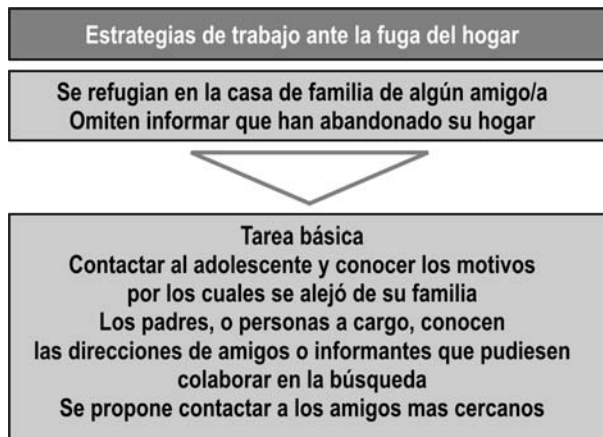 Estrategias de trabajo ante la fuga del hogar
Se refugian en la casa de familia de algún amigo/a
Omiten informar que han abandonado su hogar
Tarea básica
Contactar al adolescente y conocer los motivos
por los cuales se alejó de su familia
Los padres, o personas a cargo, conocen
las direcciones de amigos o informantes que pudiesen
colaborar en la búsqueda
Se propone contactar a los amigos mas cercanos